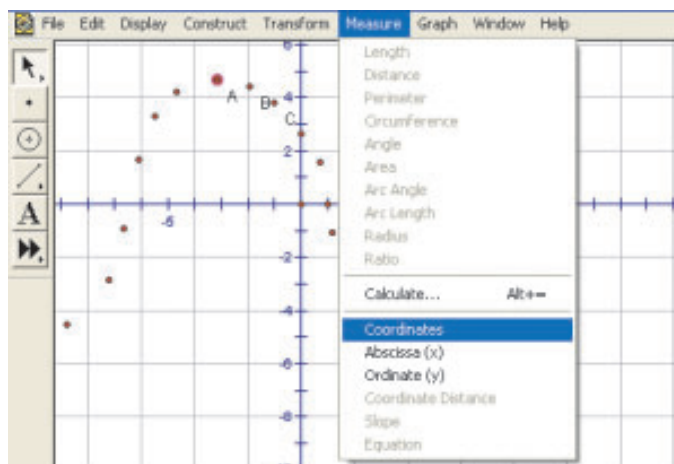 File Edit Display Construct Transform Measure Graph Window Help
Length
Distance
Perimeter
Circumference
Angle
Area
Arc Angle
Arc Length
Radius
Ratio
Calculate... Alt+=
Coordinates
Abscissa (x)
Ordinate (y)
Coordinate Distance
Slope
Equation
A
6
4
A B
C
2
-5
-2
-4
-6
-8